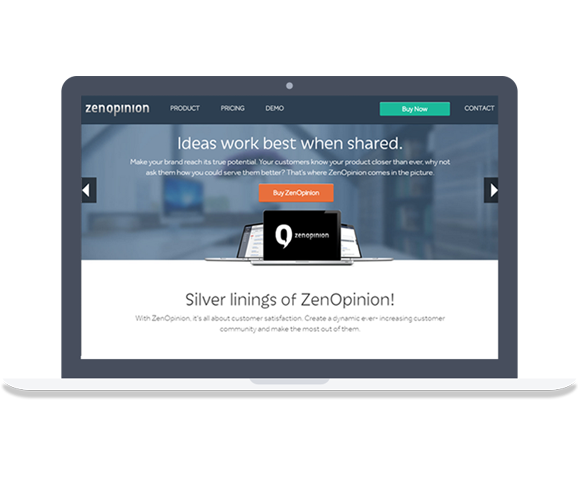 zenopinion PRODUCT PRICING DEMO Buy Now CONTACT
Ideas work best when shared.
Make your brand reach its true potential. Your customers know your product closer than ever, why not
ask them how you could serve them better? That's where ZenOpinion comes in the picture.
Buy ZenOpinion
zenopinion
Silver linings of ZenOpinion!
With ZenOpinion, it's all about customer satisfaction. Create a dynamic ever- increasing customer
community and make the most out of them.